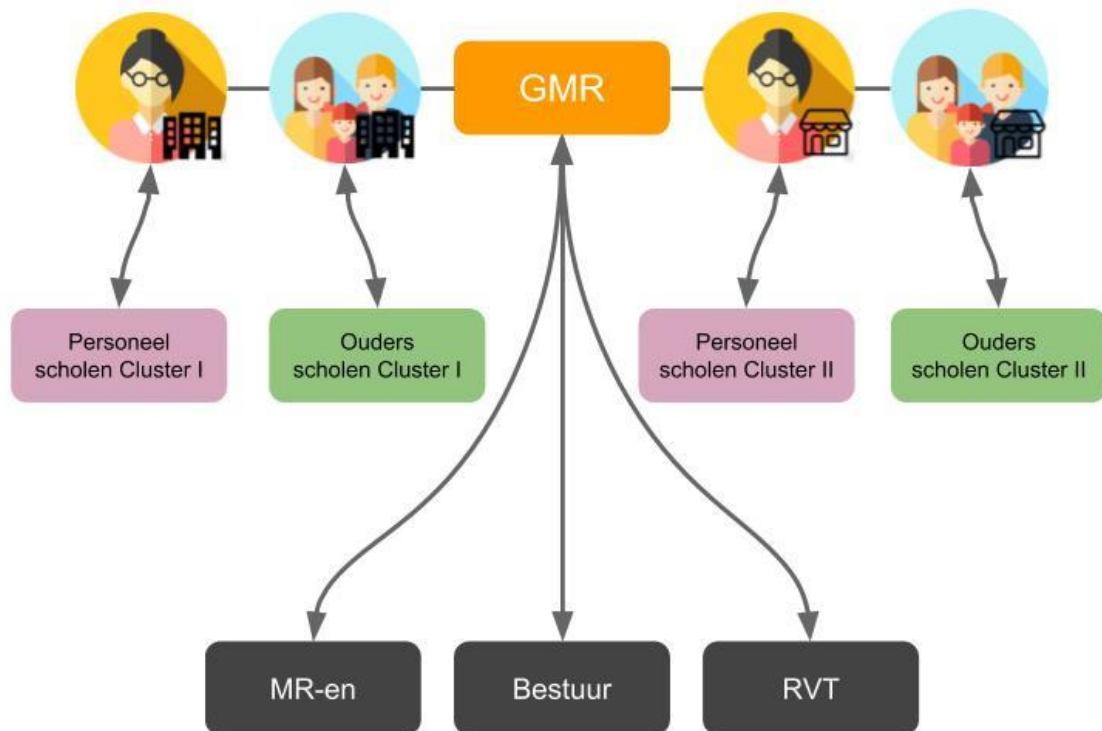 GMR
Personeel
scholen Cluster I
Ouders
scholen Cluster I
Personeel
scholen Cluster II
Ouders
scholen Cluster II
MR-en
Bestuur
RVT